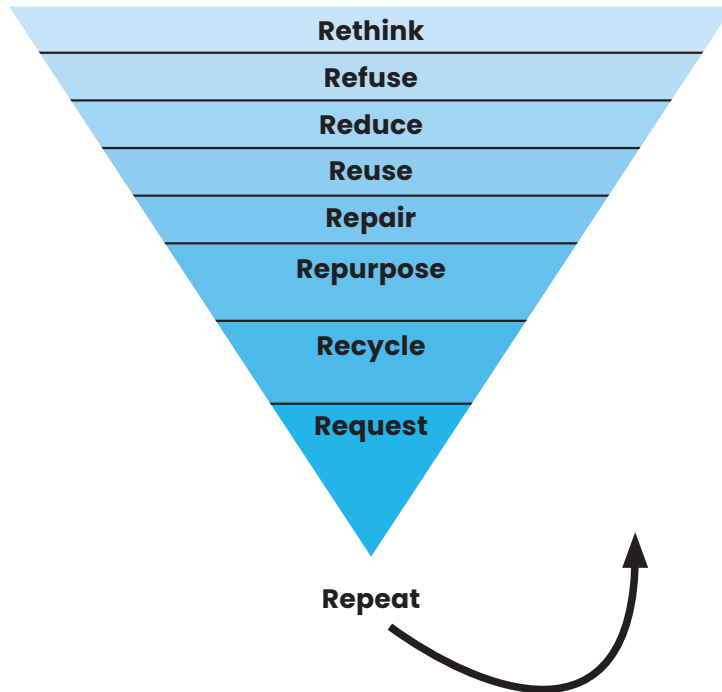 Rethink
Refuse
Reduce
Reuse
Repair
Repurpose
Recycle
Request
Repeat